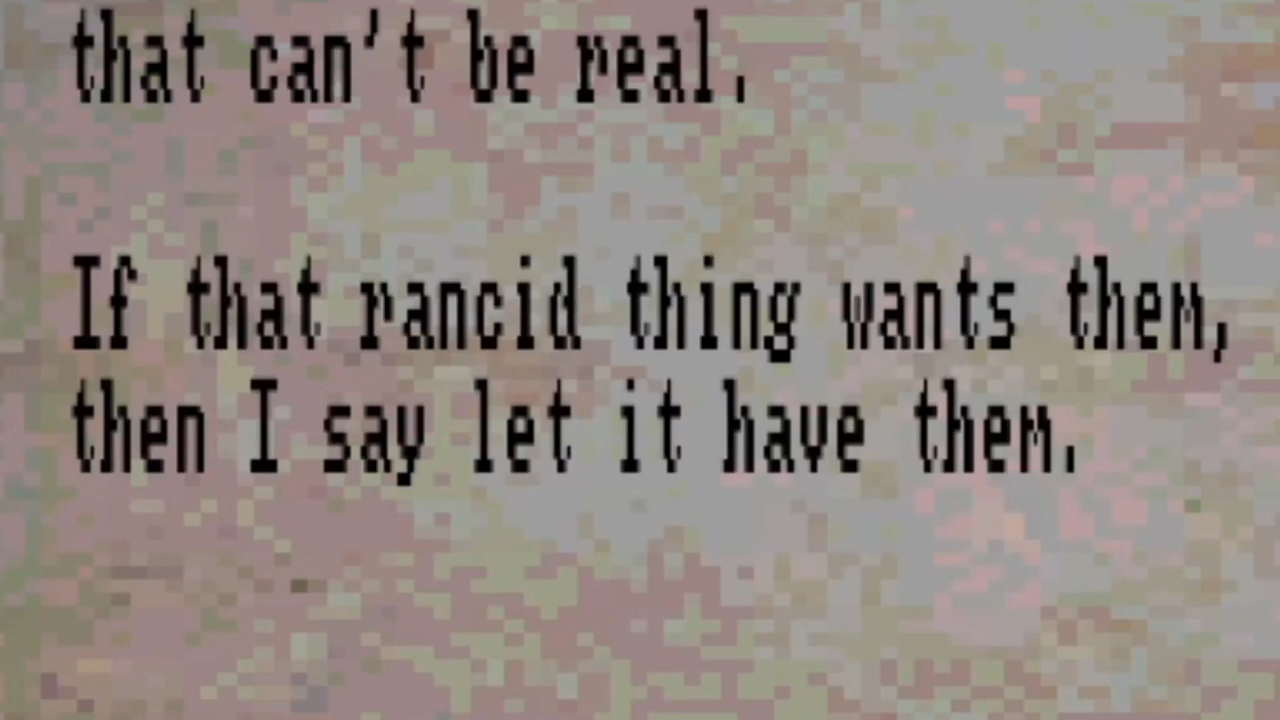 that can't be real.
If that rancid thing wants them,
then I say let it have them.